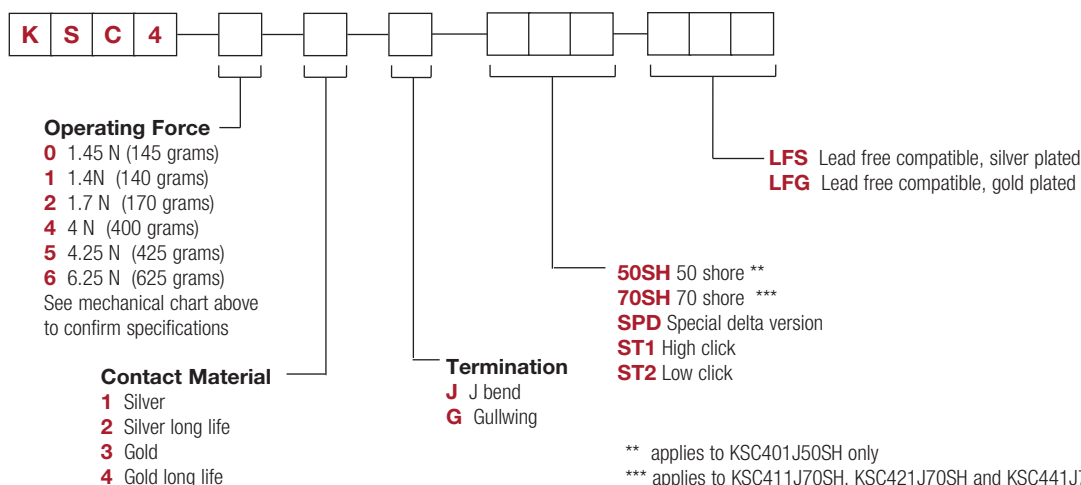 K S C 4
Operating Force
0 1.45 N (145 grams)
1 1.4N (140 grams)
2 1.7 N (170 grams)
4 4 N (400 grams)
5 4.25 N (425 grams)
6 6.25 N (625 grams)
See mechanical chart above
to confirm specifications
Contact Material
1 Silver
2 Silver long life
3 Gold
4 Gold long life
Termination
J J bend
G Gullwing
50SH 50 shore **
70SH 70 shore ***
SPD Special delta version
ST1 High click
ST2 Low click
LFS Lead free compatible, silver plated
LFG Lead free compatible, gold plated
** applies to KSC401J50SH only
*** applies to KSC411J70SH, KSC421J70SH and